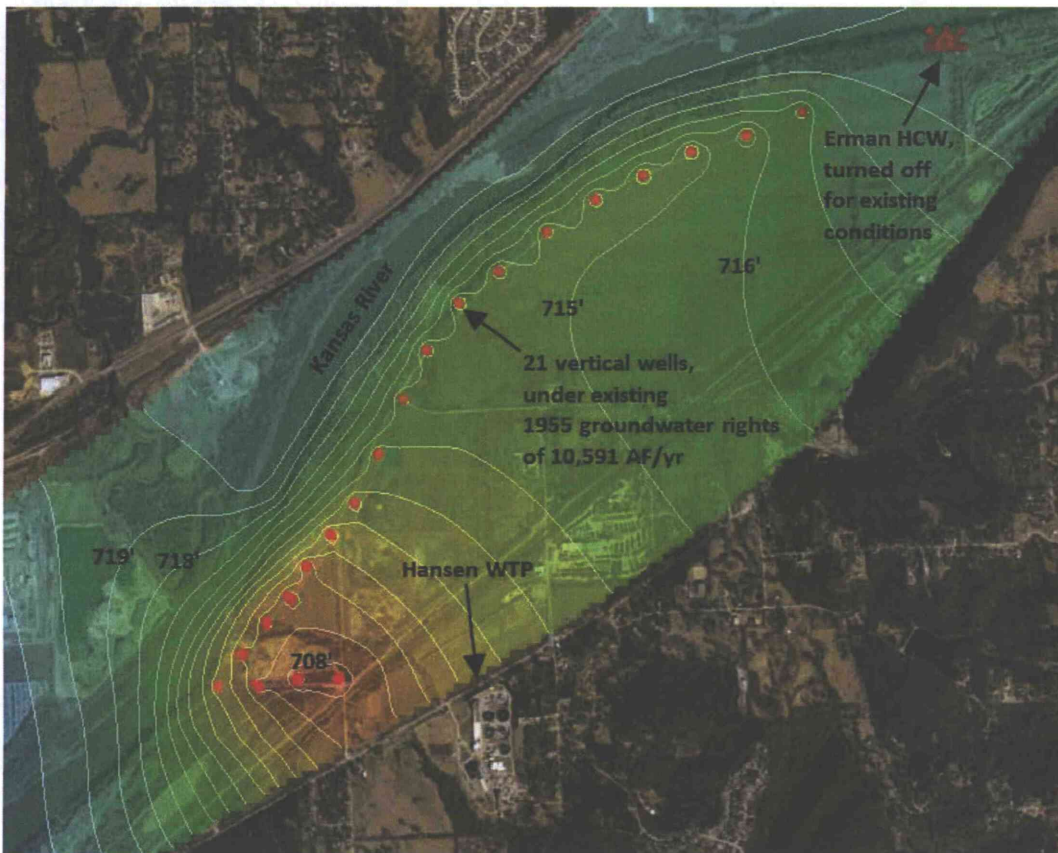 Erman HCW,
turned off
for existing
conditions
716'
Kansas River
715'
21 vertical wells,
under existing
1955 groundwater rights
of 10,591 AF/yr
719'
718'
Hansen WTP
708'